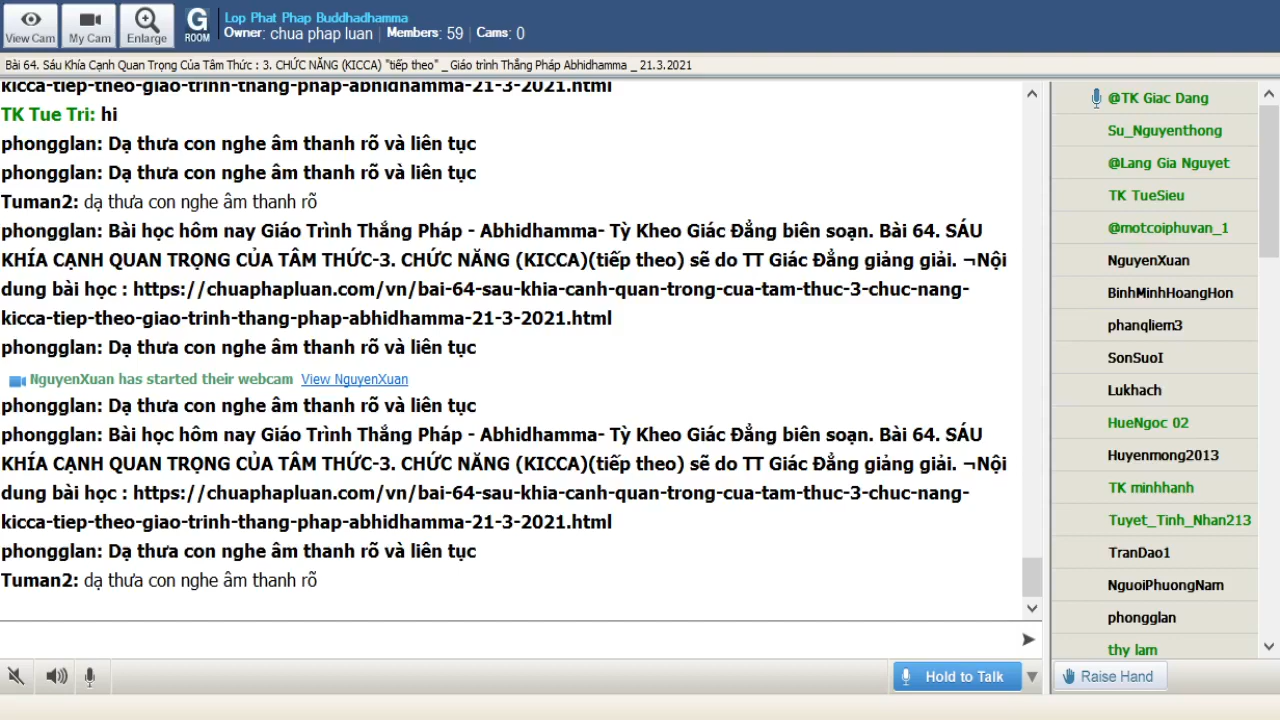 View Cam
My Cam
Enlarge
G
ROOM
Lop Phat Phap Buddhadhamma
Owner: chua phap luan | Members: 59 | Cams: 0
Bài 64. Sáu Khía Cạnh Quan Trọng Của Tâm Thức : 3. CHỨC NĂNG (KICCA) "tiếp theo" _ Giáo trình Thắng Pháp Abhidhamma _ 21.3.2021
kicca-tiep-theo-giao-trinh-thang-phap-abhidhamma-21-3-2021.html
TK Tue Tri: hi
phongglan: Dạ thưa con nghe âm thanh rõ và liên tục
phongglan: Dạ thưa con nghe âm thanh rõ và liên tục
Tuman2: dạ thưa con nghe âm thanh rõ
phongglan: Bài học hôm nay Giáo Trình Thắng Pháp - Abhidhamma- Tỳ Kheo Giác Đẳng biên soạn. Bài 64. SÁU
KHÍA CẠNH QUAN TRỌNG CỦA TÂM THỨC-3. CHỨC NĂNG (KICCA)(tiếp theo) sẽ do TT Giác Đẳng giảng giải. ¬Nội
dung bài học : https://chuaphapluan.com/vn/bai-64-sau-khia-canh-quan-trong-cua-tam-thuc-3-chuc-nang-
kicca-tiep-theo-giao-trinh-thang-phap-abhidhamma-21-3-2021.html
phongglan: Dạ thưa con nghe âm thanh rõ và liên tục
NguyenXuan has started their webcam View NguyenXuan
phongglan: Dạ thưa con nghe âm thanh rõ và liên tục
phongglan: Bài học hôm nay Giáo Trình Thắng Pháp - Abhidhamma- Tỳ Kheo Giác Đẳng biên soạn. Bài 64. SÁU
KHÍA CẠNH QUAN TRỌNG CỦA TÂM THỨC-3. CHỨC NĂNG (KICCA)(tiếp theo) sẽ do TT Giác Đẳng giảng giải. ¬Nội
dung bài học : https://chuaphapluan.com/vn/bai-64-sau-khia-canh-quan-trong-cua-tam-thuc-3-chuc-nang-
kicca-tiep-theo-giao-trinh-thang-phap-abhidhamma-21-3-2021.html
phongglan: Dạ thưa con nghe âm thanh rõ và liên tục
Tuman2: dạ thưa con nghe âm thanh rõ
Hold to Talk
@TK Giac Dang
Su_Nguyenthong
@Lang Gia Nguyet
TK TueSieu
@motcoiphuvan_1
NguyenXuan
BinhMinhHoangHon
phanqliem3
SonSuoI
Lukhach
HueNgoc 02
Huyenmong2013
TK minhhanh
Tuyet_Tinh_Nhan213
TranDao1
NguoiPhuongNam
phongglan
thy lam
Raise Hand